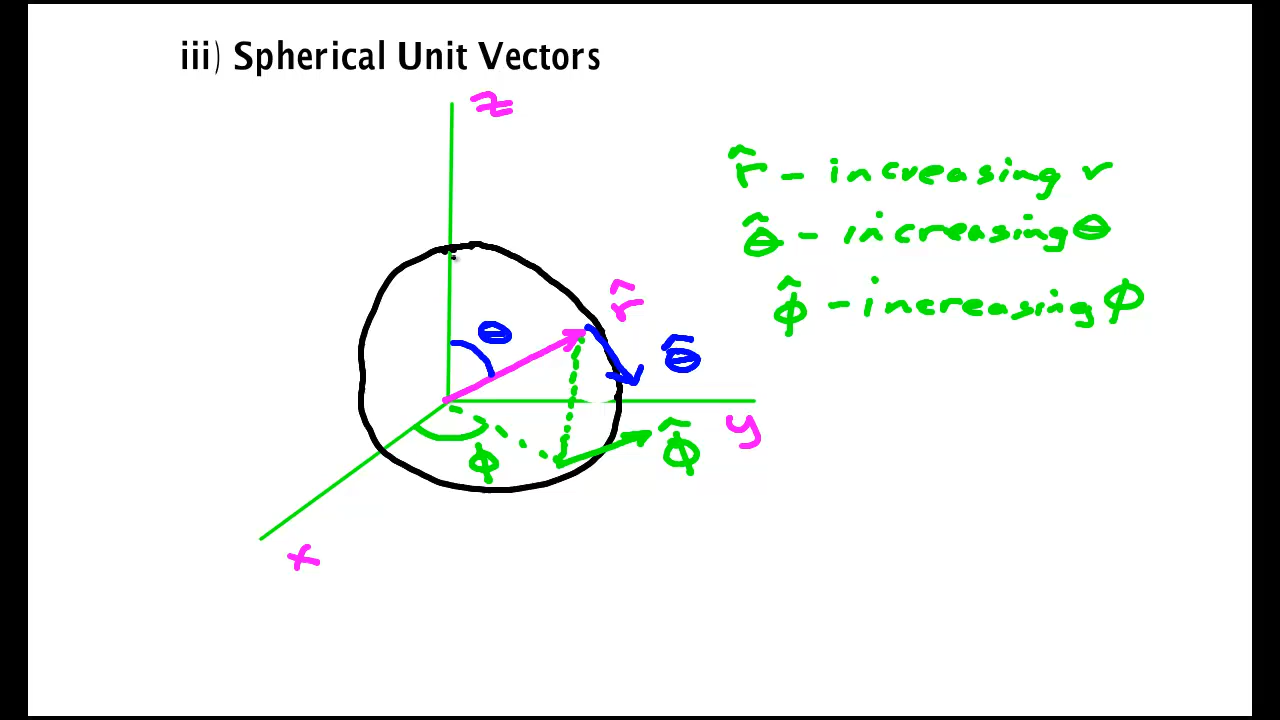 iii) Spherical Unit Vectors
z
r̂ - increasing r
θ̂ - increasing θ
φ̂ - increasing φ
r̂
θ
θ̂
y
φ
φ̂
x